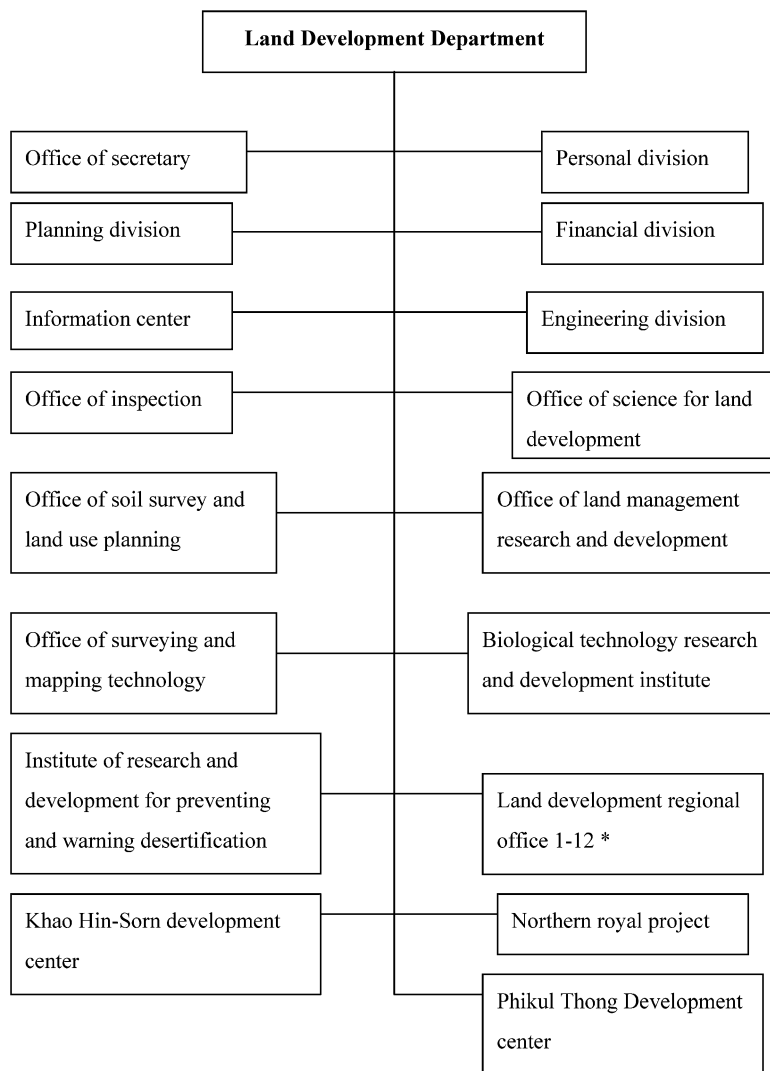 Land Development Department
Office of secretary
Personal division
Planning division
Financial division
Information center
Engineering division
Office of inspection
Office of science for land
development
Office of soil survey and
land use planning
Office of land management
research and development
Office of surveying and
mapping technology
Biological technology research
and development institute
Institute of research and
development for preventing
and warning desertification
Land development regional
office 1-12 *
Khao Hin-Sorn development
center
Northern royal project
Phikul Thong Development
center